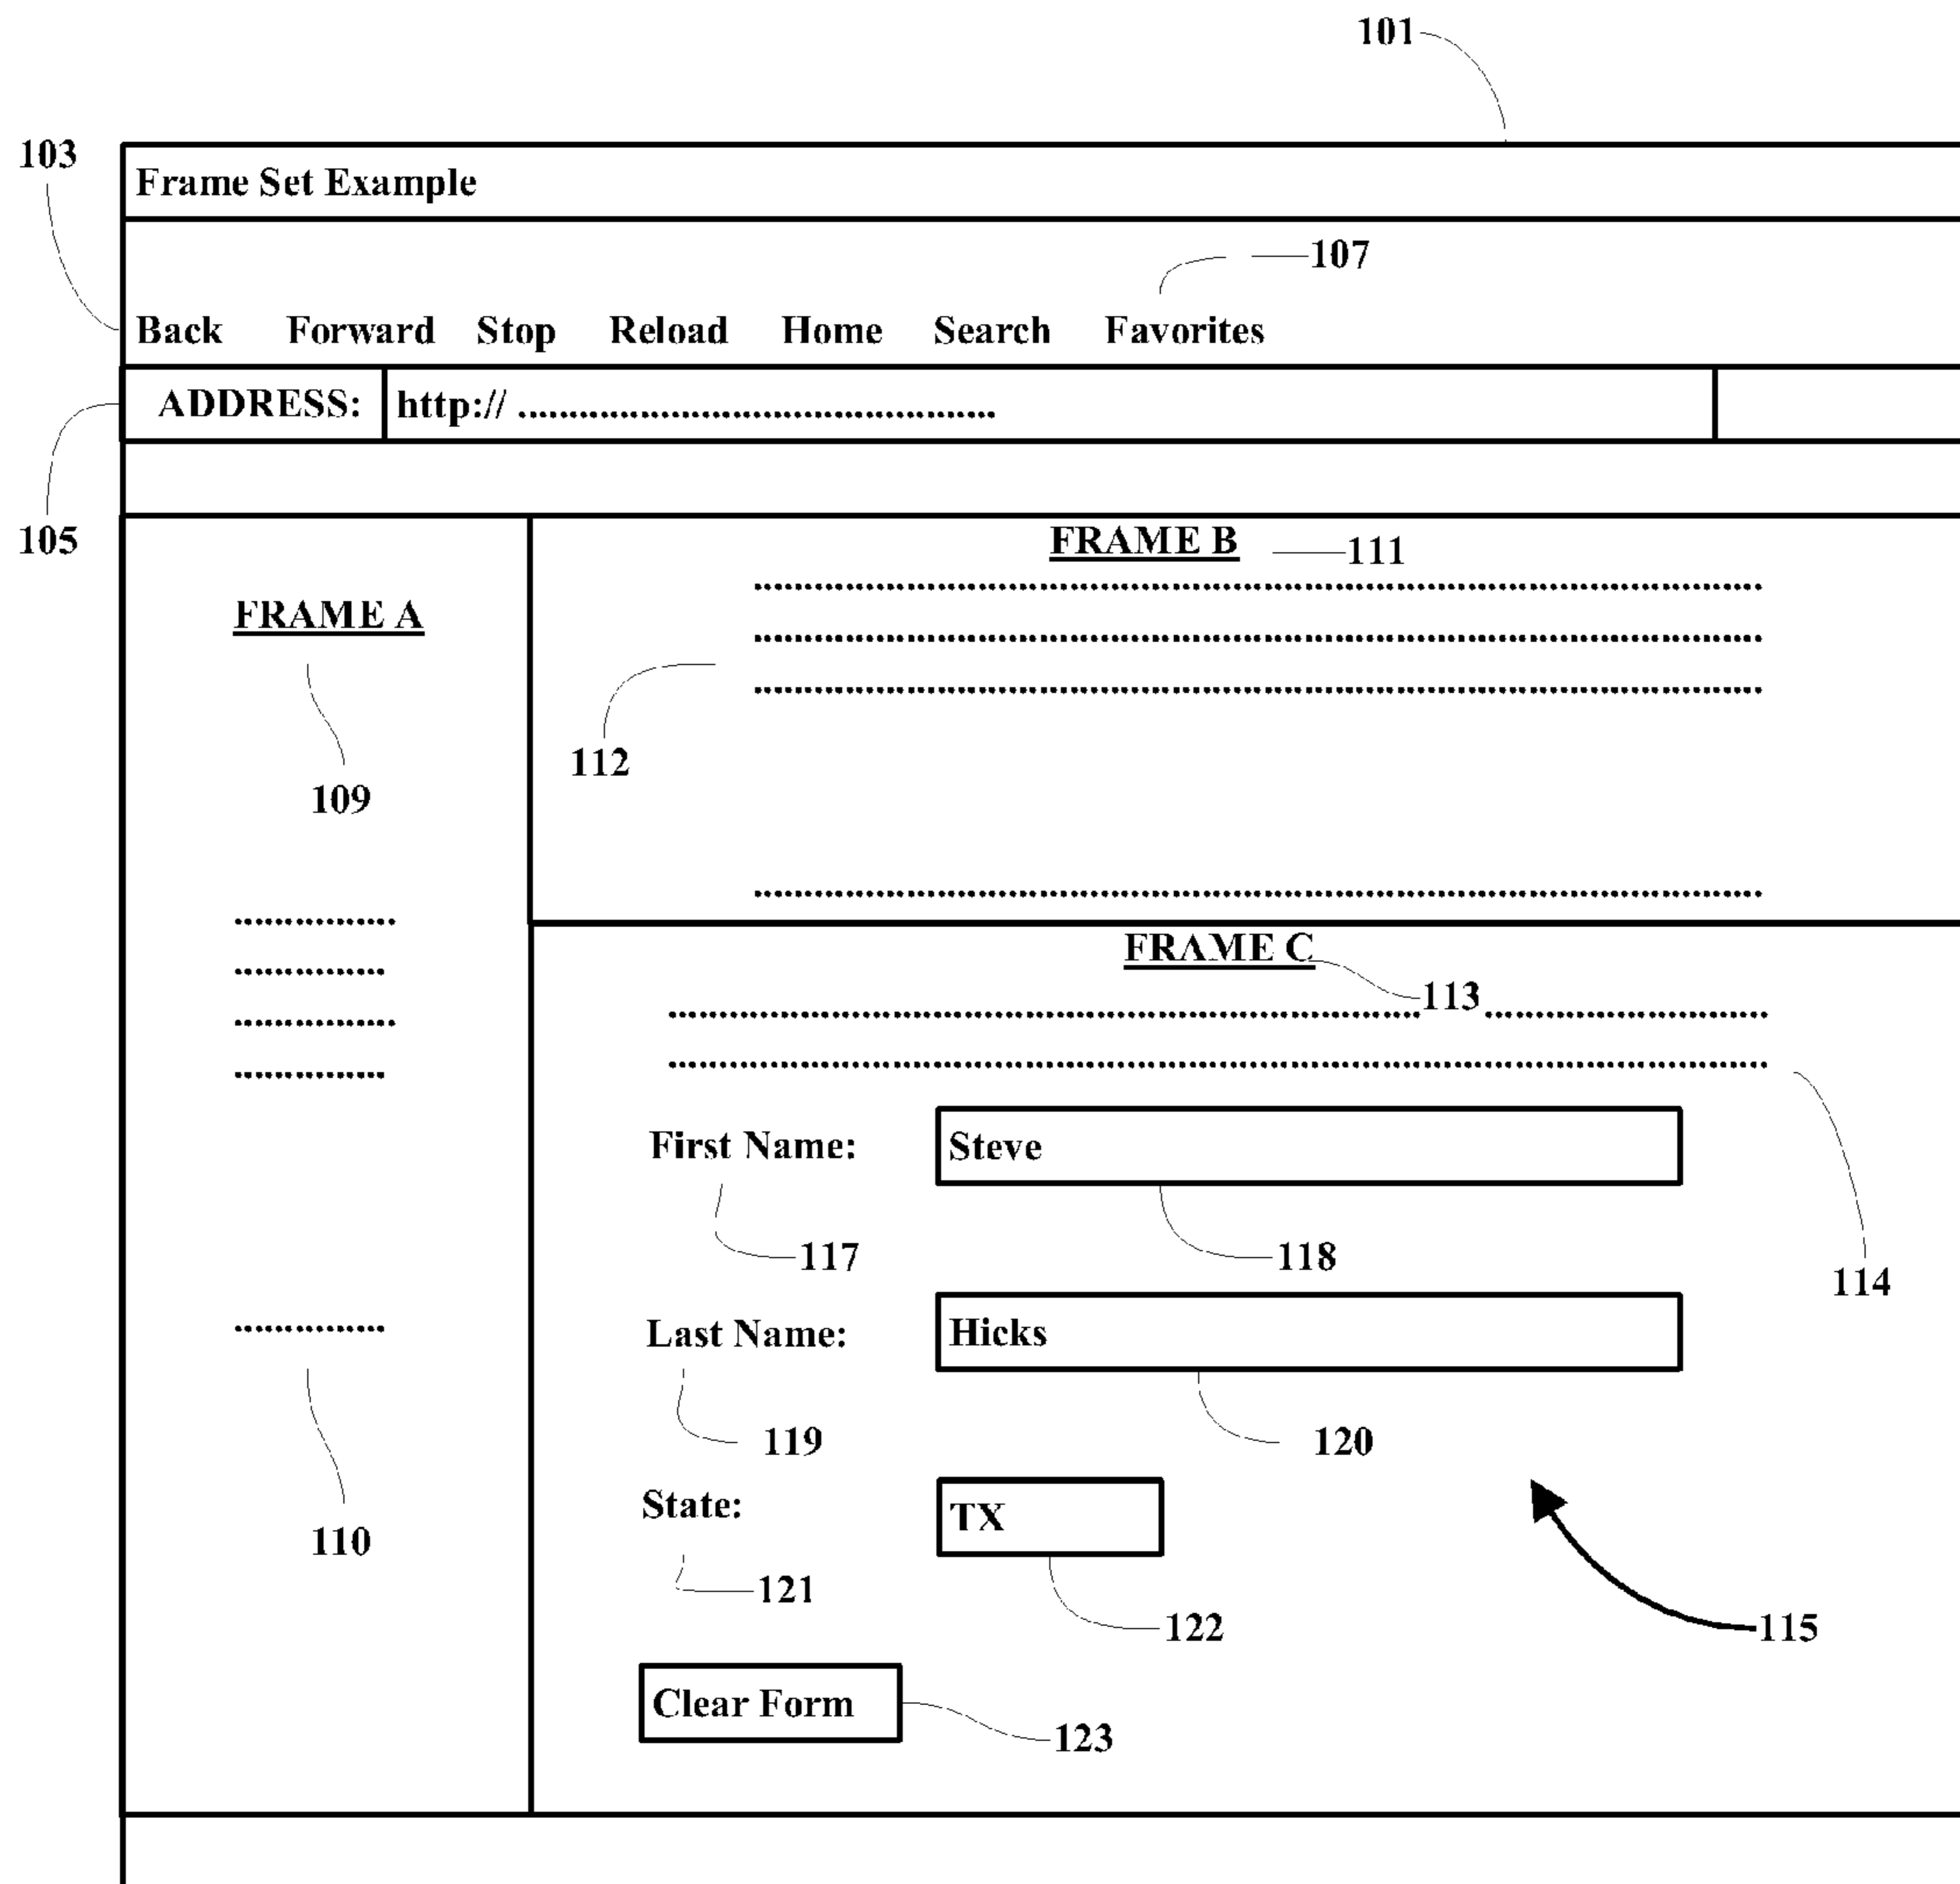 101
103
Frame Set Example
107
Back Forward Stop Reload Home Search Favorites
ADDRESS: http:// ..............................................
105
FRAME B 111
FRAME A
112
109
FRAME C
113
First Name: Steve
117 118
114
Last Name: Hicks
119 120
State: TX
110
121
122
115
Clear Form
123